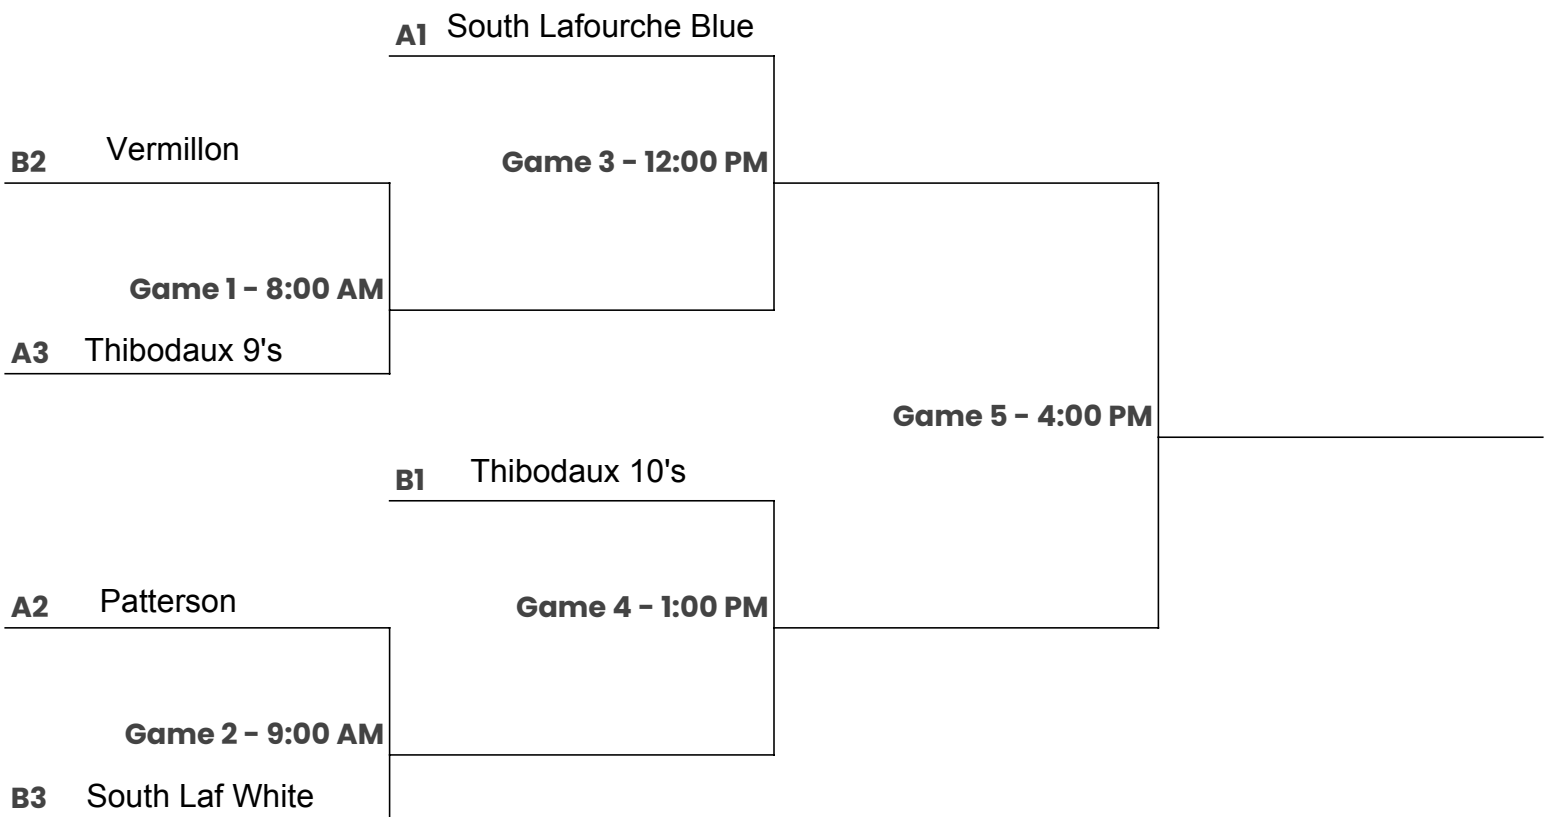 A1 South Lafourche Blue
B2 Vermillon
Game 3 - 12:00 PM
Game 1 - 8:00 AM
A3 Thibodaux 9's
Game 5 - 4:00 PM
B1 Thibodaux 10's
A2 Patterson
Game 4 - 1:00 PM
Game 2 - 9:00 AM
B3 South Laf White